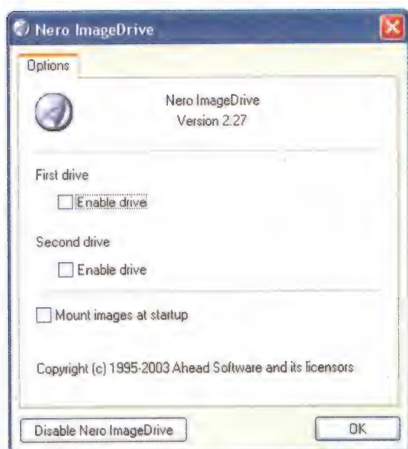 Nero ImageDrive
Options
Nero ImageDrive
Version 2.27
First drive
Enable drive
Second drive
Enable drive
Mount images at startup
Copyright (c) 1995-2003 Ahead Software and its licensors
Disable Nero ImageDrive
OK